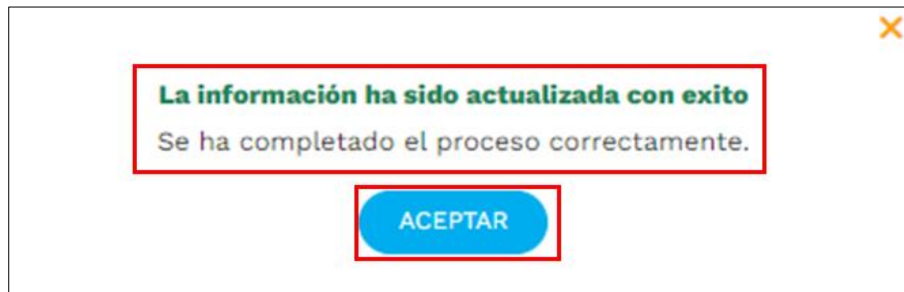 La información ha sido actualizada con exito
Se ha completado el proceso correctamente.
ACEPTAR